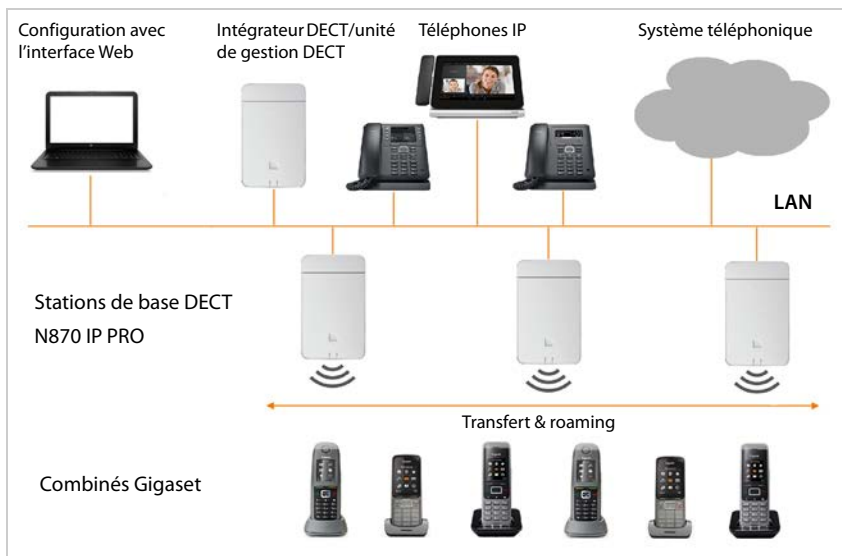 Configuration avec
l'interface Web
Intégrateur DECT/unité
de gestion DECT
Téléphones IP
Système téléphonique
LAN
Stations de base DECT
N870 IP PRO
Transfert & roaming
Combinés Gigaset